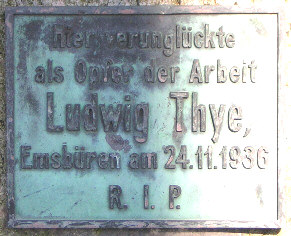 Hier verunglückte
als Opfer der Arbeit
Ludwig Thye,
Emsbüren am 24.11.1936
R. I. P.